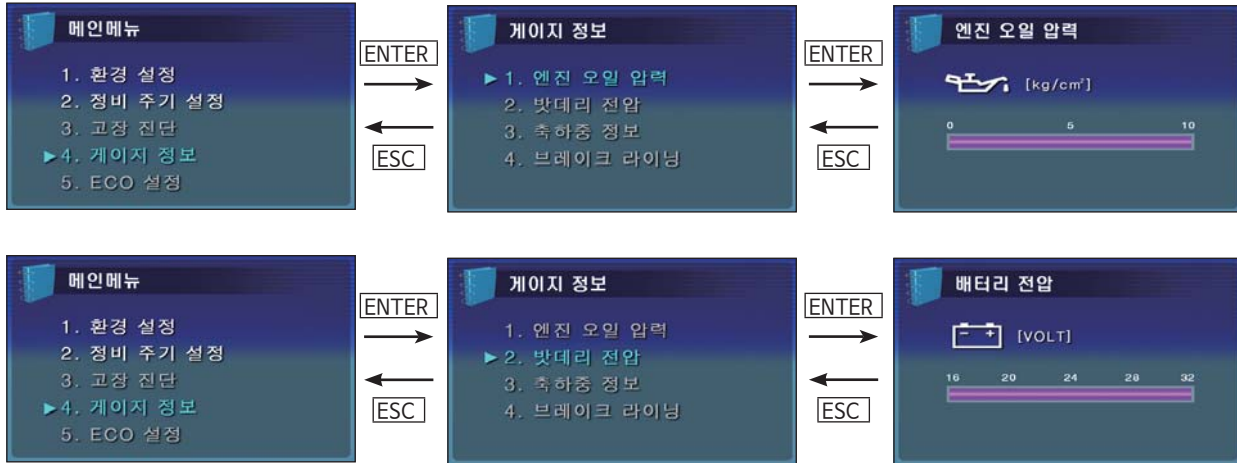 메인메뉴
1. 환경 설정
2. 정비 주기 설정
3. 고장 진단
▶4. 게이지 정보
5. ECO 설정
ENTER
ESC
게이지 정보
▶1. 엔진 오일 압력
2. 밧데리 전압
3. 축하중 정보
4. 브레이크 라이닝
ENTER
ESC
엔진 오일 압력
[kg/cm²]
0 5 10
메인메뉴
1. 환경 설정
2. 정비 주기 설정
3. 고장 진단
▶4. 게이지 정보
5. ECO 설정
ENTER
ESC
게이지 정보
1. 엔진 오일 압력
▶2. 밧데리 전압
3. 축하중 정보
4. 브레이크 라이닝
ENTER
ESC
배터리 전압
- +
[VOLT]
16 20 24 28 32